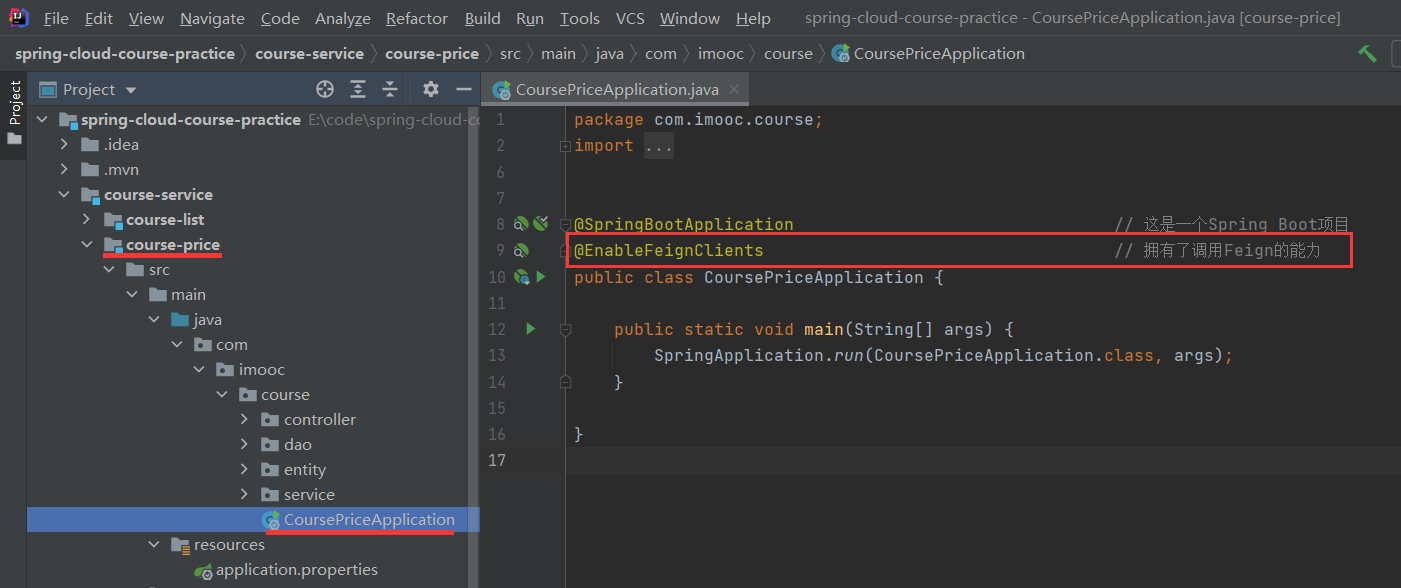 File Edit View Navigate Code Analyze Refactor Build Run Tools VCS Window Help spring-cloud-course-practice - CoursePriceApplication.java [course-price]
spring-cloud-course-practice course-service course-price src main java com imooc course CoursePriceApplication
Project
Project
spring-cloud-course-practice E:\code\spring-cloud-c
.idea
.mvn
course-service
course-list
course-price
src
main
java
com
imooc
course
controller
dao
entity
service
CoursePriceApplication
resources
application.properties
CoursePriceApplication.java
1 package com.imooc.course;
2 import ...
6
7
8 @SpringBootApplication // 这是一个Spring Boot项目
9 @EnableFeignClients // 拥有了调用Feign的能力
10 public class CoursePriceApplication {
11
12 public static void main(String[] args) {
13 SpringApplication.run(CoursePriceApplication.class, args);
14 }
15
16 }
17